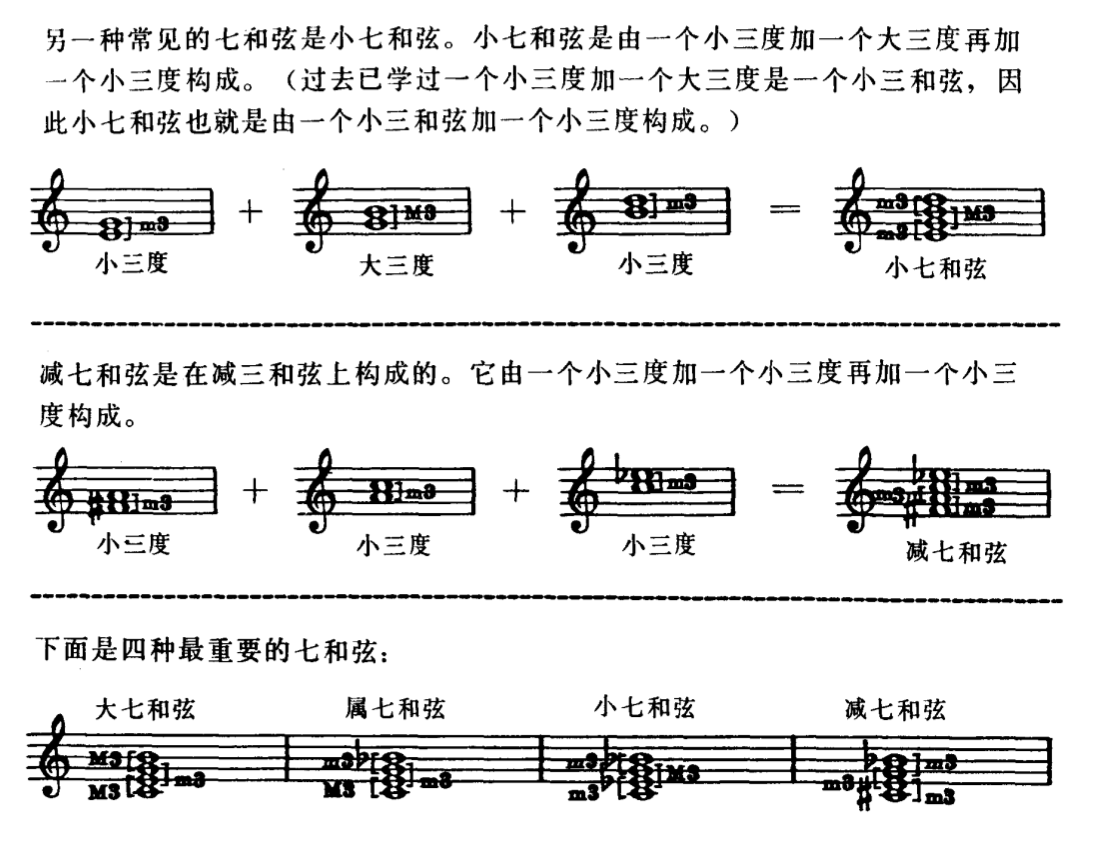 另一种常见的七和弦是小七和弦。小七和弦是由一个小三度加一个大三度再加
一个小三度构成。（过去已学过一个小三度加一个大三度是一个小三和弦，因
此小七和弦也就是由一个小三和弦加一个小三度构成。）
m3 + M3 + m3 = m3 M3 m3
小三度 大三度 小三度 小七和弦
减七和弦是在减三和弦上构成的。它由一个小三度加一个小三度再加一个小三
度构成。
m3 + m3 + m3 = m3 m3 m3
小三度 小三度 小三度 减七和弦
下面是四种最重要的七和弦：
大七和弦 属七和弦 小七和弦 减七和弦
M3 m3 m3 m3
m3 m3 M3 m3
M3 M3 m3 m3